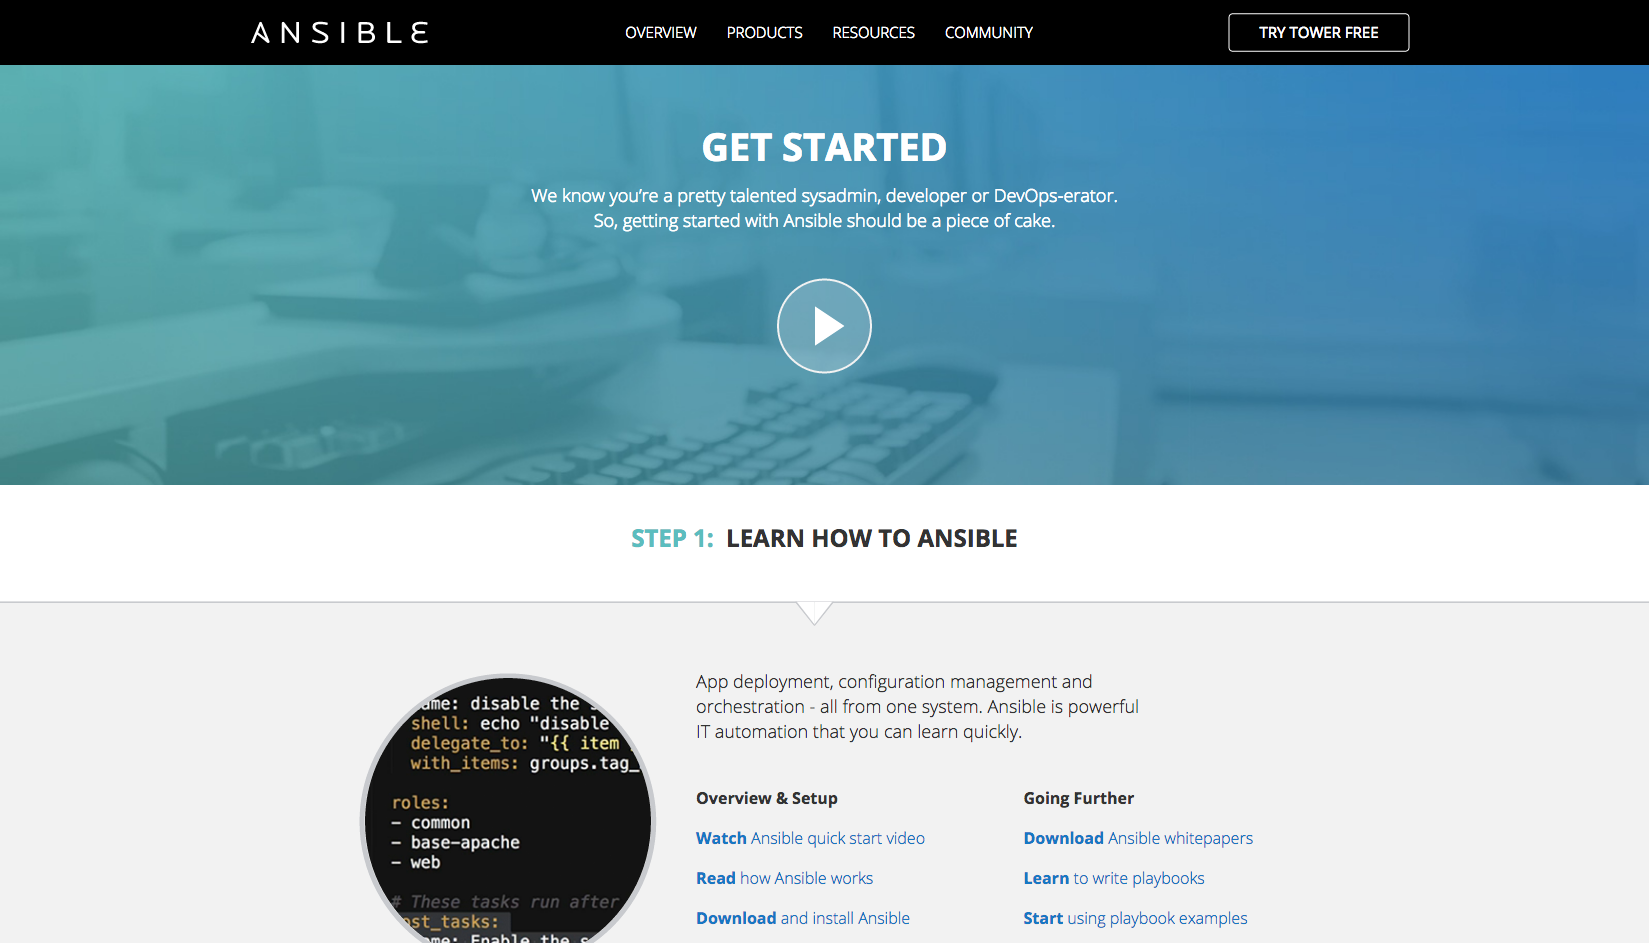 ANSIBLE
OVERVIEW PRODUCTS RESOURCES COMMUNITY
TRY TOWER FREE
GET STARTED
We know you're a pretty talented sysadmin, developer or DevOps-erator.
So, getting started with Ansible should be a piece of cake.
STEP 1: LEARN HOW TO ANSIBLE
ame: disable the s
shell: echo "disable
delegate_to: "{{ item
with_items: groups.tag_
roles:
- common
- base-apache
- web
# These tasks run after
ost_tasks:
ame: Enable the s
App deployment, configuration management and
orchestration - all from one system. Ansible is powerful
IT automation that you can learn quickly.
Overview & Setup
Watch Ansible quick start video
Read how Ansible works
Download and install Ansible
Going Further
Download Ansible whitepapers
Learn to write playbooks
Start using playbook examples